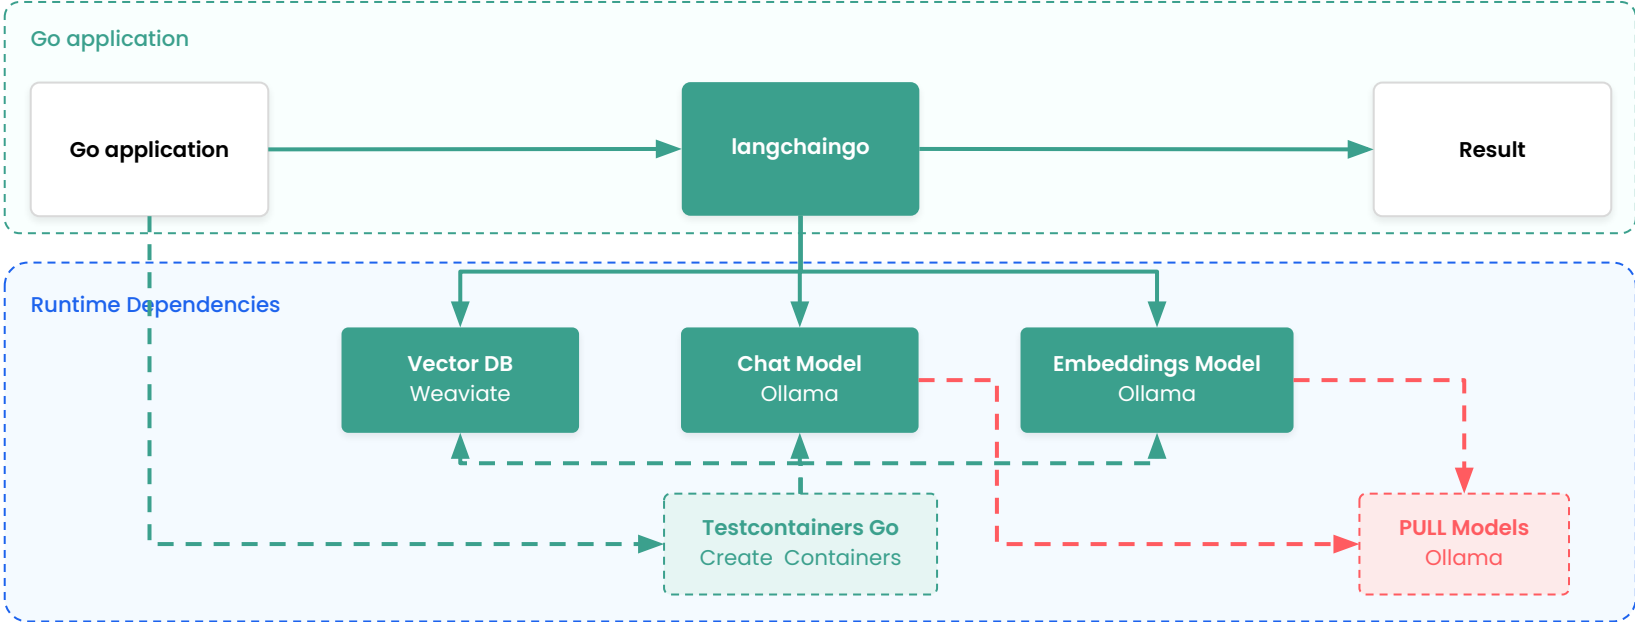 Go application
Go application
langchaingo
Result
Runtime Dependencies
Vector DB
Weaviate
Chat Model
Ollama
Embeddings Model
Ollama
Testcontainers Go
Create  Containers
PULL Models
Ollama